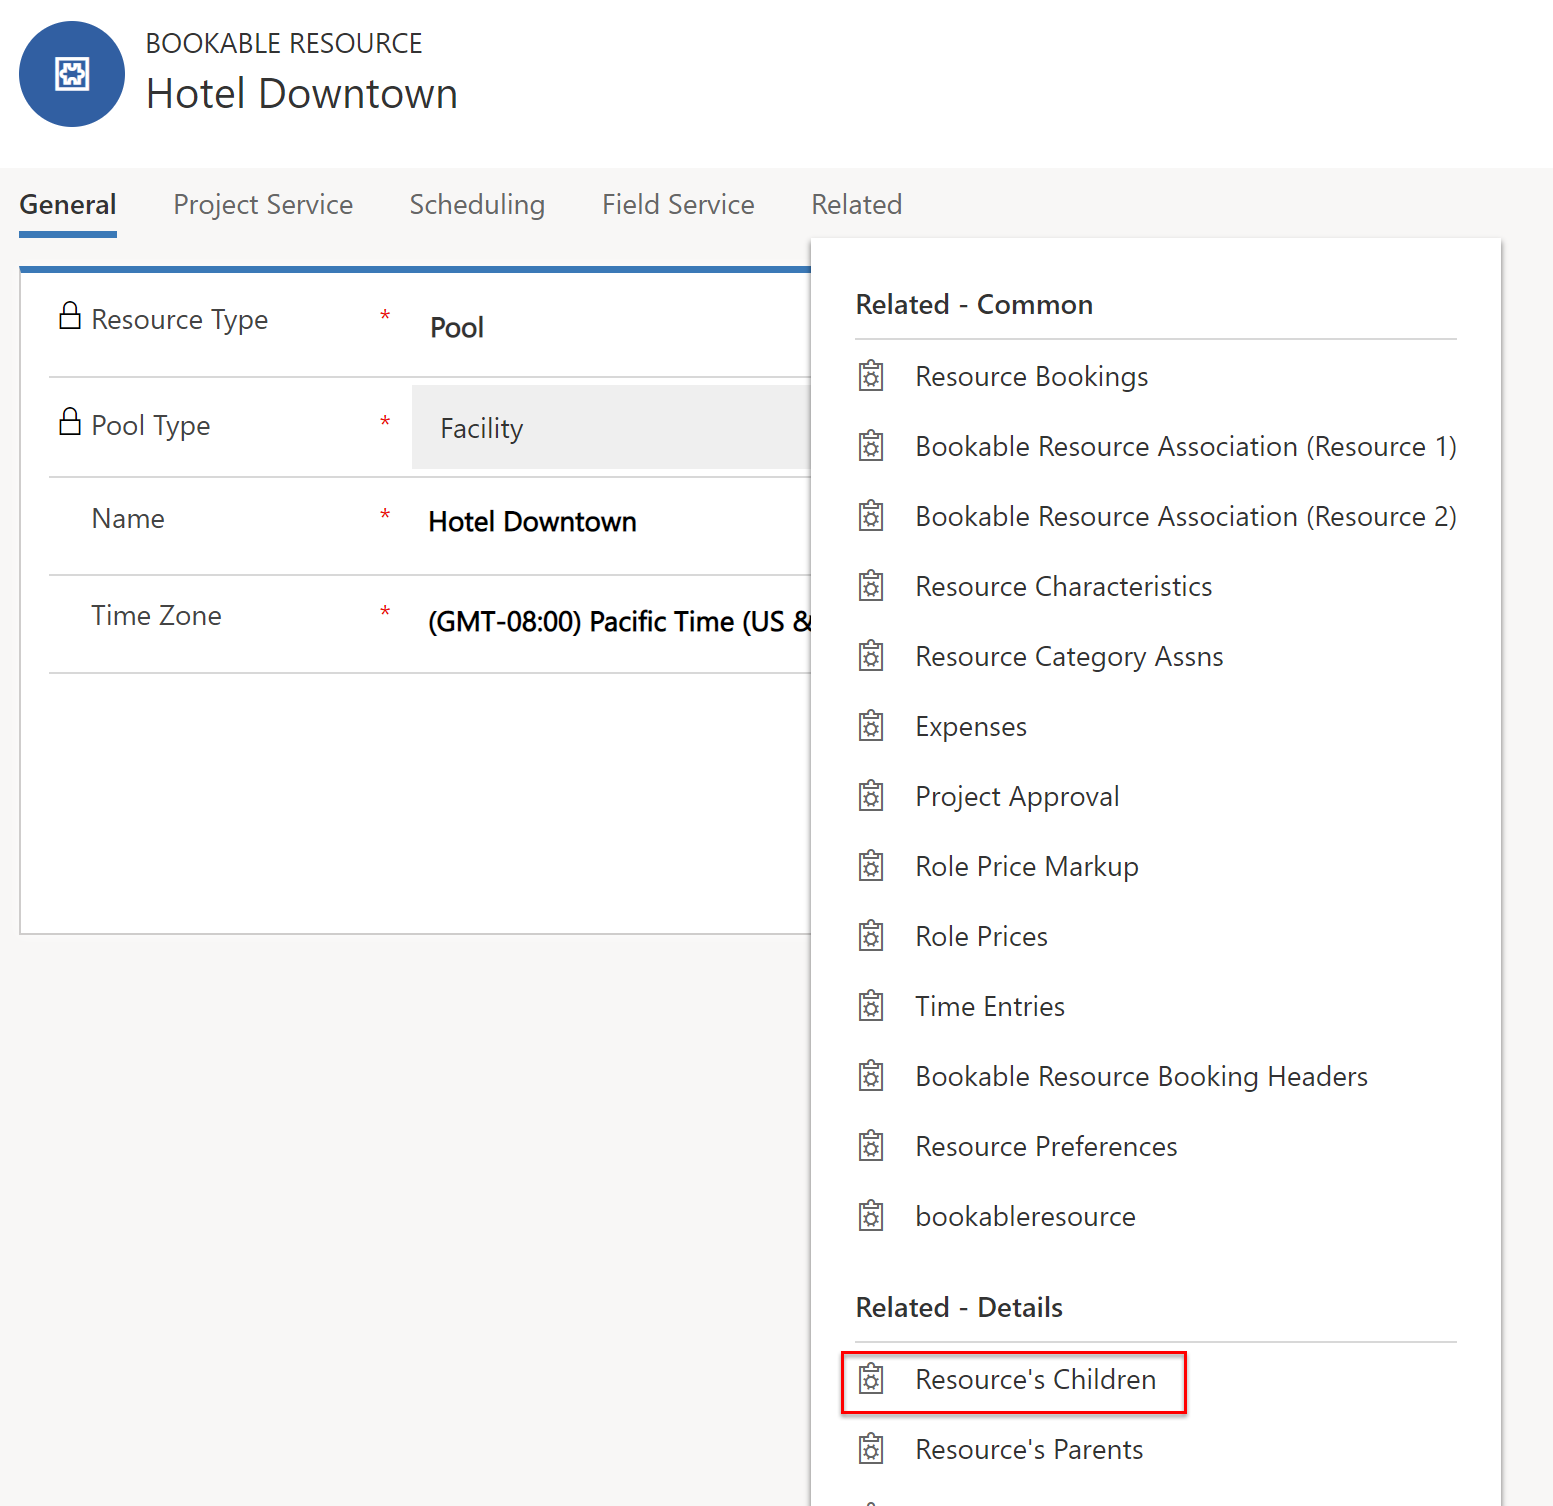 BOOKABLE RESOURCE
Hotel Downtown
General Project Service Scheduling Field Service Related
Resource Type * Pool
Pool Type * Facility
Name * Hotel Downtown
Time Zone * (GMT-08:00) Pacific Time (US &
Related - Common
Resource Bookings
Bookable Resource Association (Resource 1)
Bookable Resource Association (Resource 2)
Resource Characteristics
Resource Category Assns
Expenses
Project Approval
Role Price Markup
Role Prices
Time Entries
Bookable Resource Booking Headers
Resource Preferences
bookableresource
Related - Details
Resource's Children
Resource's Parents